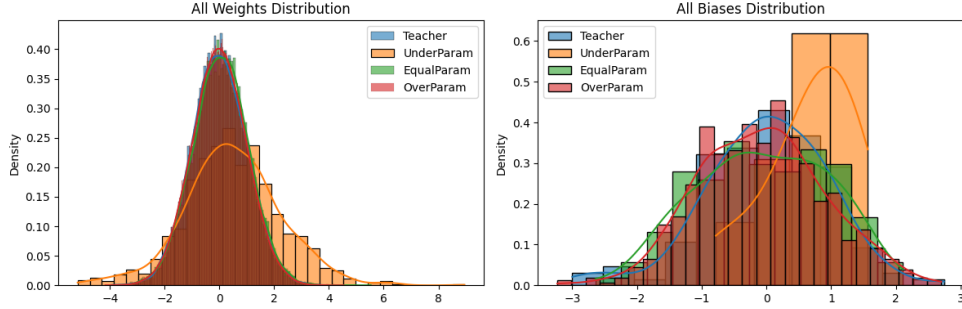 All Weights Distribution
Teacher
UnderParam
EqualParam
OverParam
Density
0.40
0.35
0.30
0.25
0.20
0.15
0.10
0.05
0.00
−4
−2
0
2
4
6
8
All Biases Distribution
Teacher
UnderParam
EqualParam
OverParam
Density
0.6
0.5
0.4
0.3
0.2
0.1
0.0
−3
−2
−1
0
1
2
3